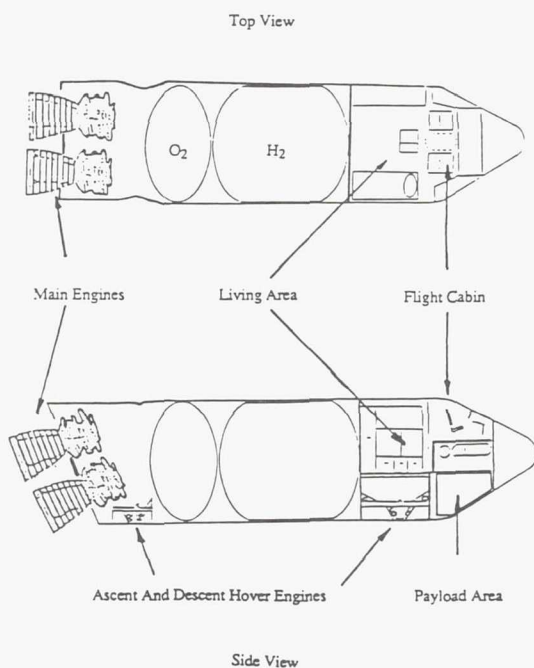 Top View
O2 H2
Main Engines Living Area Flight Cabin
Ascent And Descent Hover Engines Payload Area
Side View